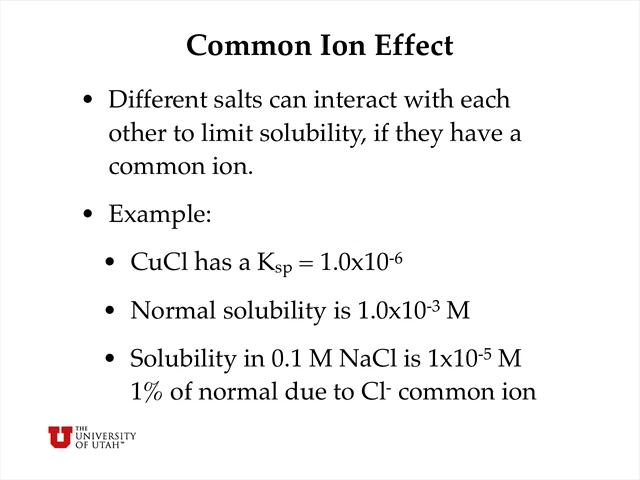 Common Ion Effect
• Different salts can interact with each
other to limit solubility, if they have a
common ion.
• Example:
• CuCl has a Ksp = 1.0x10⁻⁶
• Normal solubility is 1.0x10⁻³ M
• Solubility in 0.1 M NaCl is 1x10⁻⁵ M
1% of normal due to Cl⁻ common ion
THE
UNIVERSITY
OF UTAH™